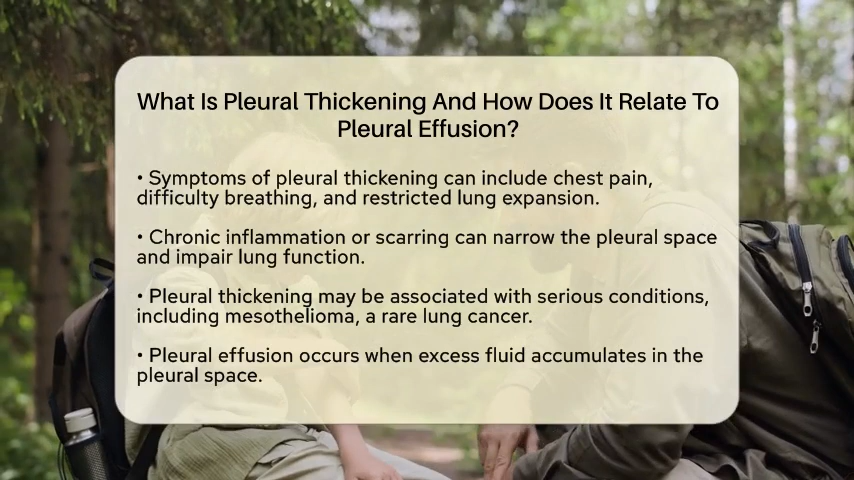 What Is Pleural Thickening And How Does It Relate To
Pleural Effusion?
• Symptoms of pleural thickening can include chest pain,
difficulty breathing, and restricted lung expansion.
• Chronic inflammation or scarring can narrow the pleural space
and impair lung function.
• Pleural thickening may be associated with serious conditions,
including mesothelioma, a rare lung cancer.
• Pleural effusion occurs when excess fluid accumulates in the
pleural space.